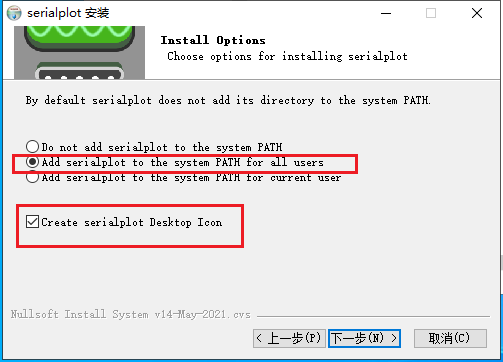 serialplot 安装
Install Options
Choose options for installing serialplot
By default serialplot does not add its directory to the system PATH.
Do not add serialplot to the system PATH
Add serialplot to the system PATH for all users
Add serialplot to the system PATH for current user
Create serialplot Desktop Icon
Nullsoft Install System v14-May-2021.cvs
< 上一步(P)
下一步(N) >
取消(C)